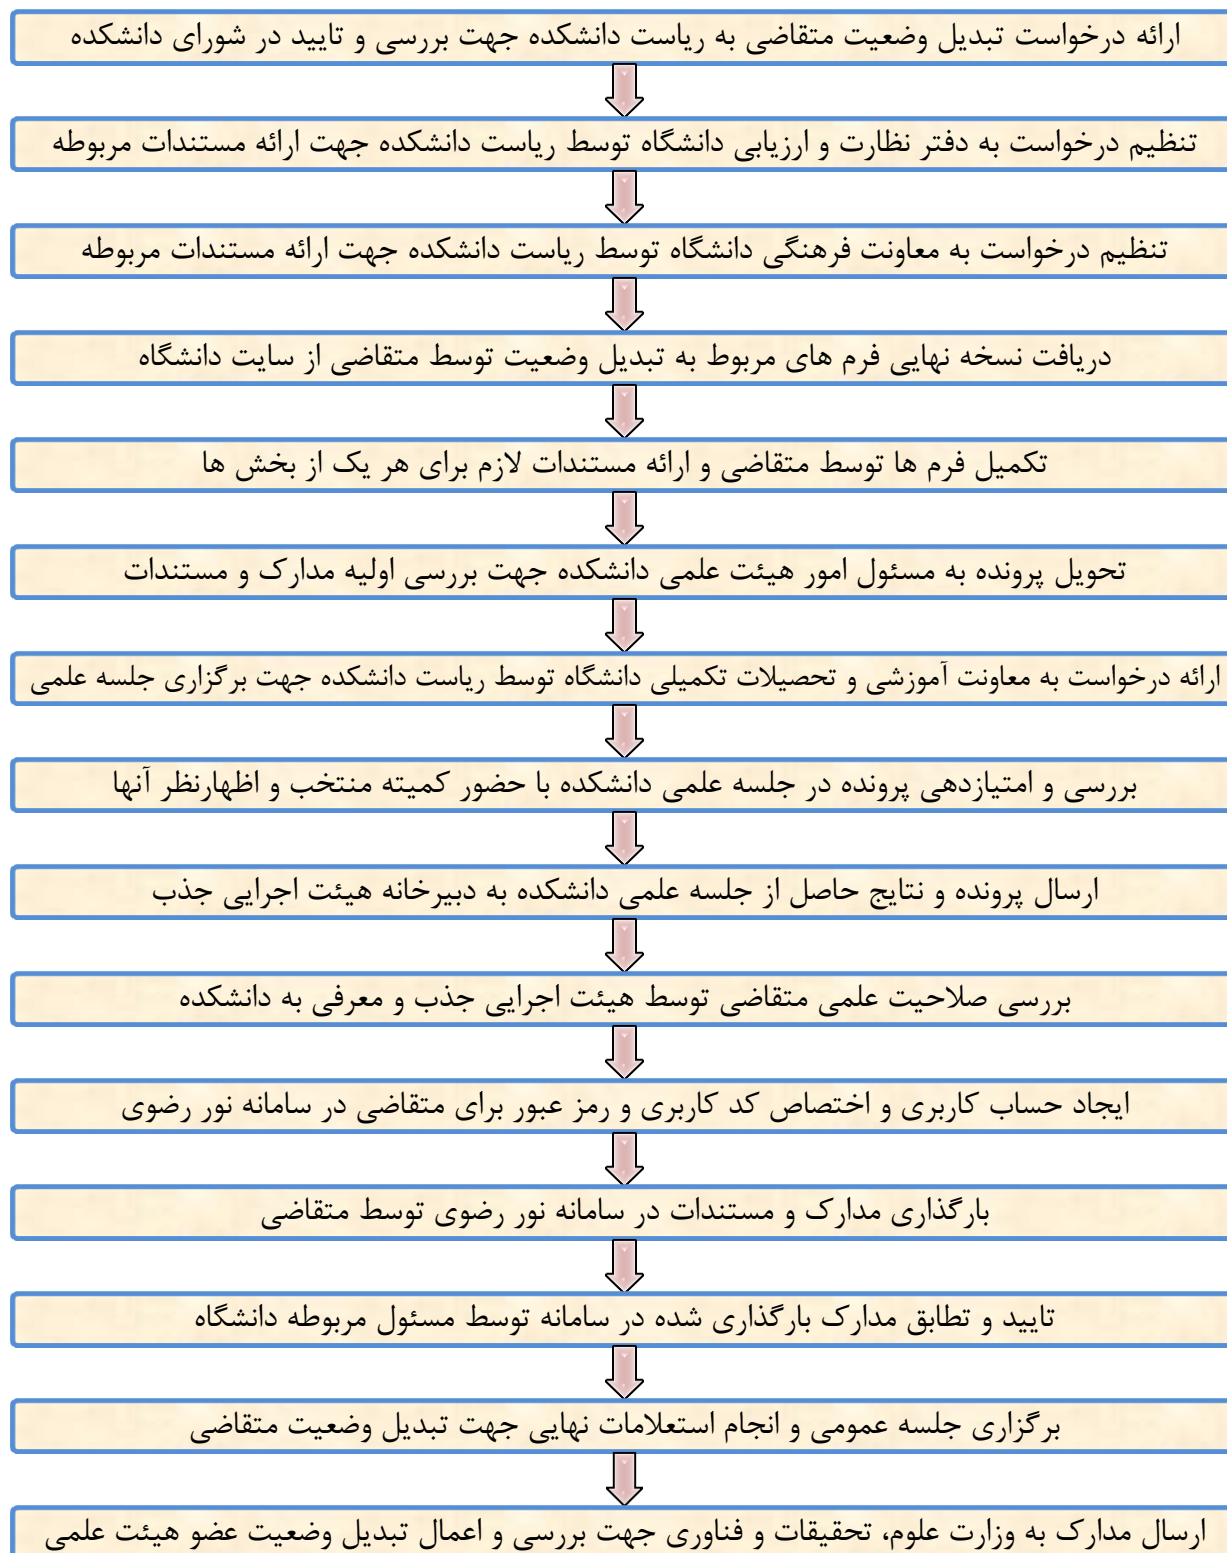 ارائه درخواست تبدیل وضعیت متقاضی به ریاست دانشکده جهت بررسی و تایید در شورای دانشکده
تنظیم درخواست به دفتر نظارت و ارزیابی دانشگاه توسط ریاست دانشکده جهت ارائه مستندات مربوطه
تنظیم درخواست به معاونت فرهنگی دانشگاه توسط ریاست دانشکده جهت ارائه مستندات مربوطه
دریافت نسخه نهایی فرم های مربوط به تبدیل وضعیت توسط متقاضی از سایت دانشگاه
تکمیل فرم ها توسط متقاضی و ارائه مستندات لازم برای هر یک از بخش ها
تحویل پرونده به مسئول امور هیئت علمی دانشکده جهت بررسی اولیه مدارک و مستندات
ارائه درخواست به معاونت آموزشی و تحصیلات تکمیلی دانشگاه توسط ریاست دانشکده جهت برگزاری جلسه علمی
بررسی و امتیازدهی پرونده در جلسه علمی دانشکده با حضور کمیته منتخب و اظهارنظر آنها
ارسال پرونده و نتایج حاصل از جلسه علمی دانشکده به دبیرخانه هیئت اجرایی جذب
بررسی صلاحیت علمی متقاضی توسط هیئت اجرایی جذب و معرفی به دانشکده
ایجاد حساب کاربری و اختصاص کد کاربری و رمز عبور برای متقاضی در سامانه نور رضوی
بارگذاری مدارک و مستندات در سامانه نور رضوی توسط متقاضی
تایید و تطابق مدارک بارگذاری شده در سامانه توسط مسئول مربوطه دانشگاه
برگزاری جلسه عمومی و انجام استعلامات نهایی جهت تبدیل وضعیت متقاضی
ارسال مدارک به وزارت علوم، تحقیقات و فناوری جهت بررسی و اعمال تبدیل وضعیت عضو هیئت علمی